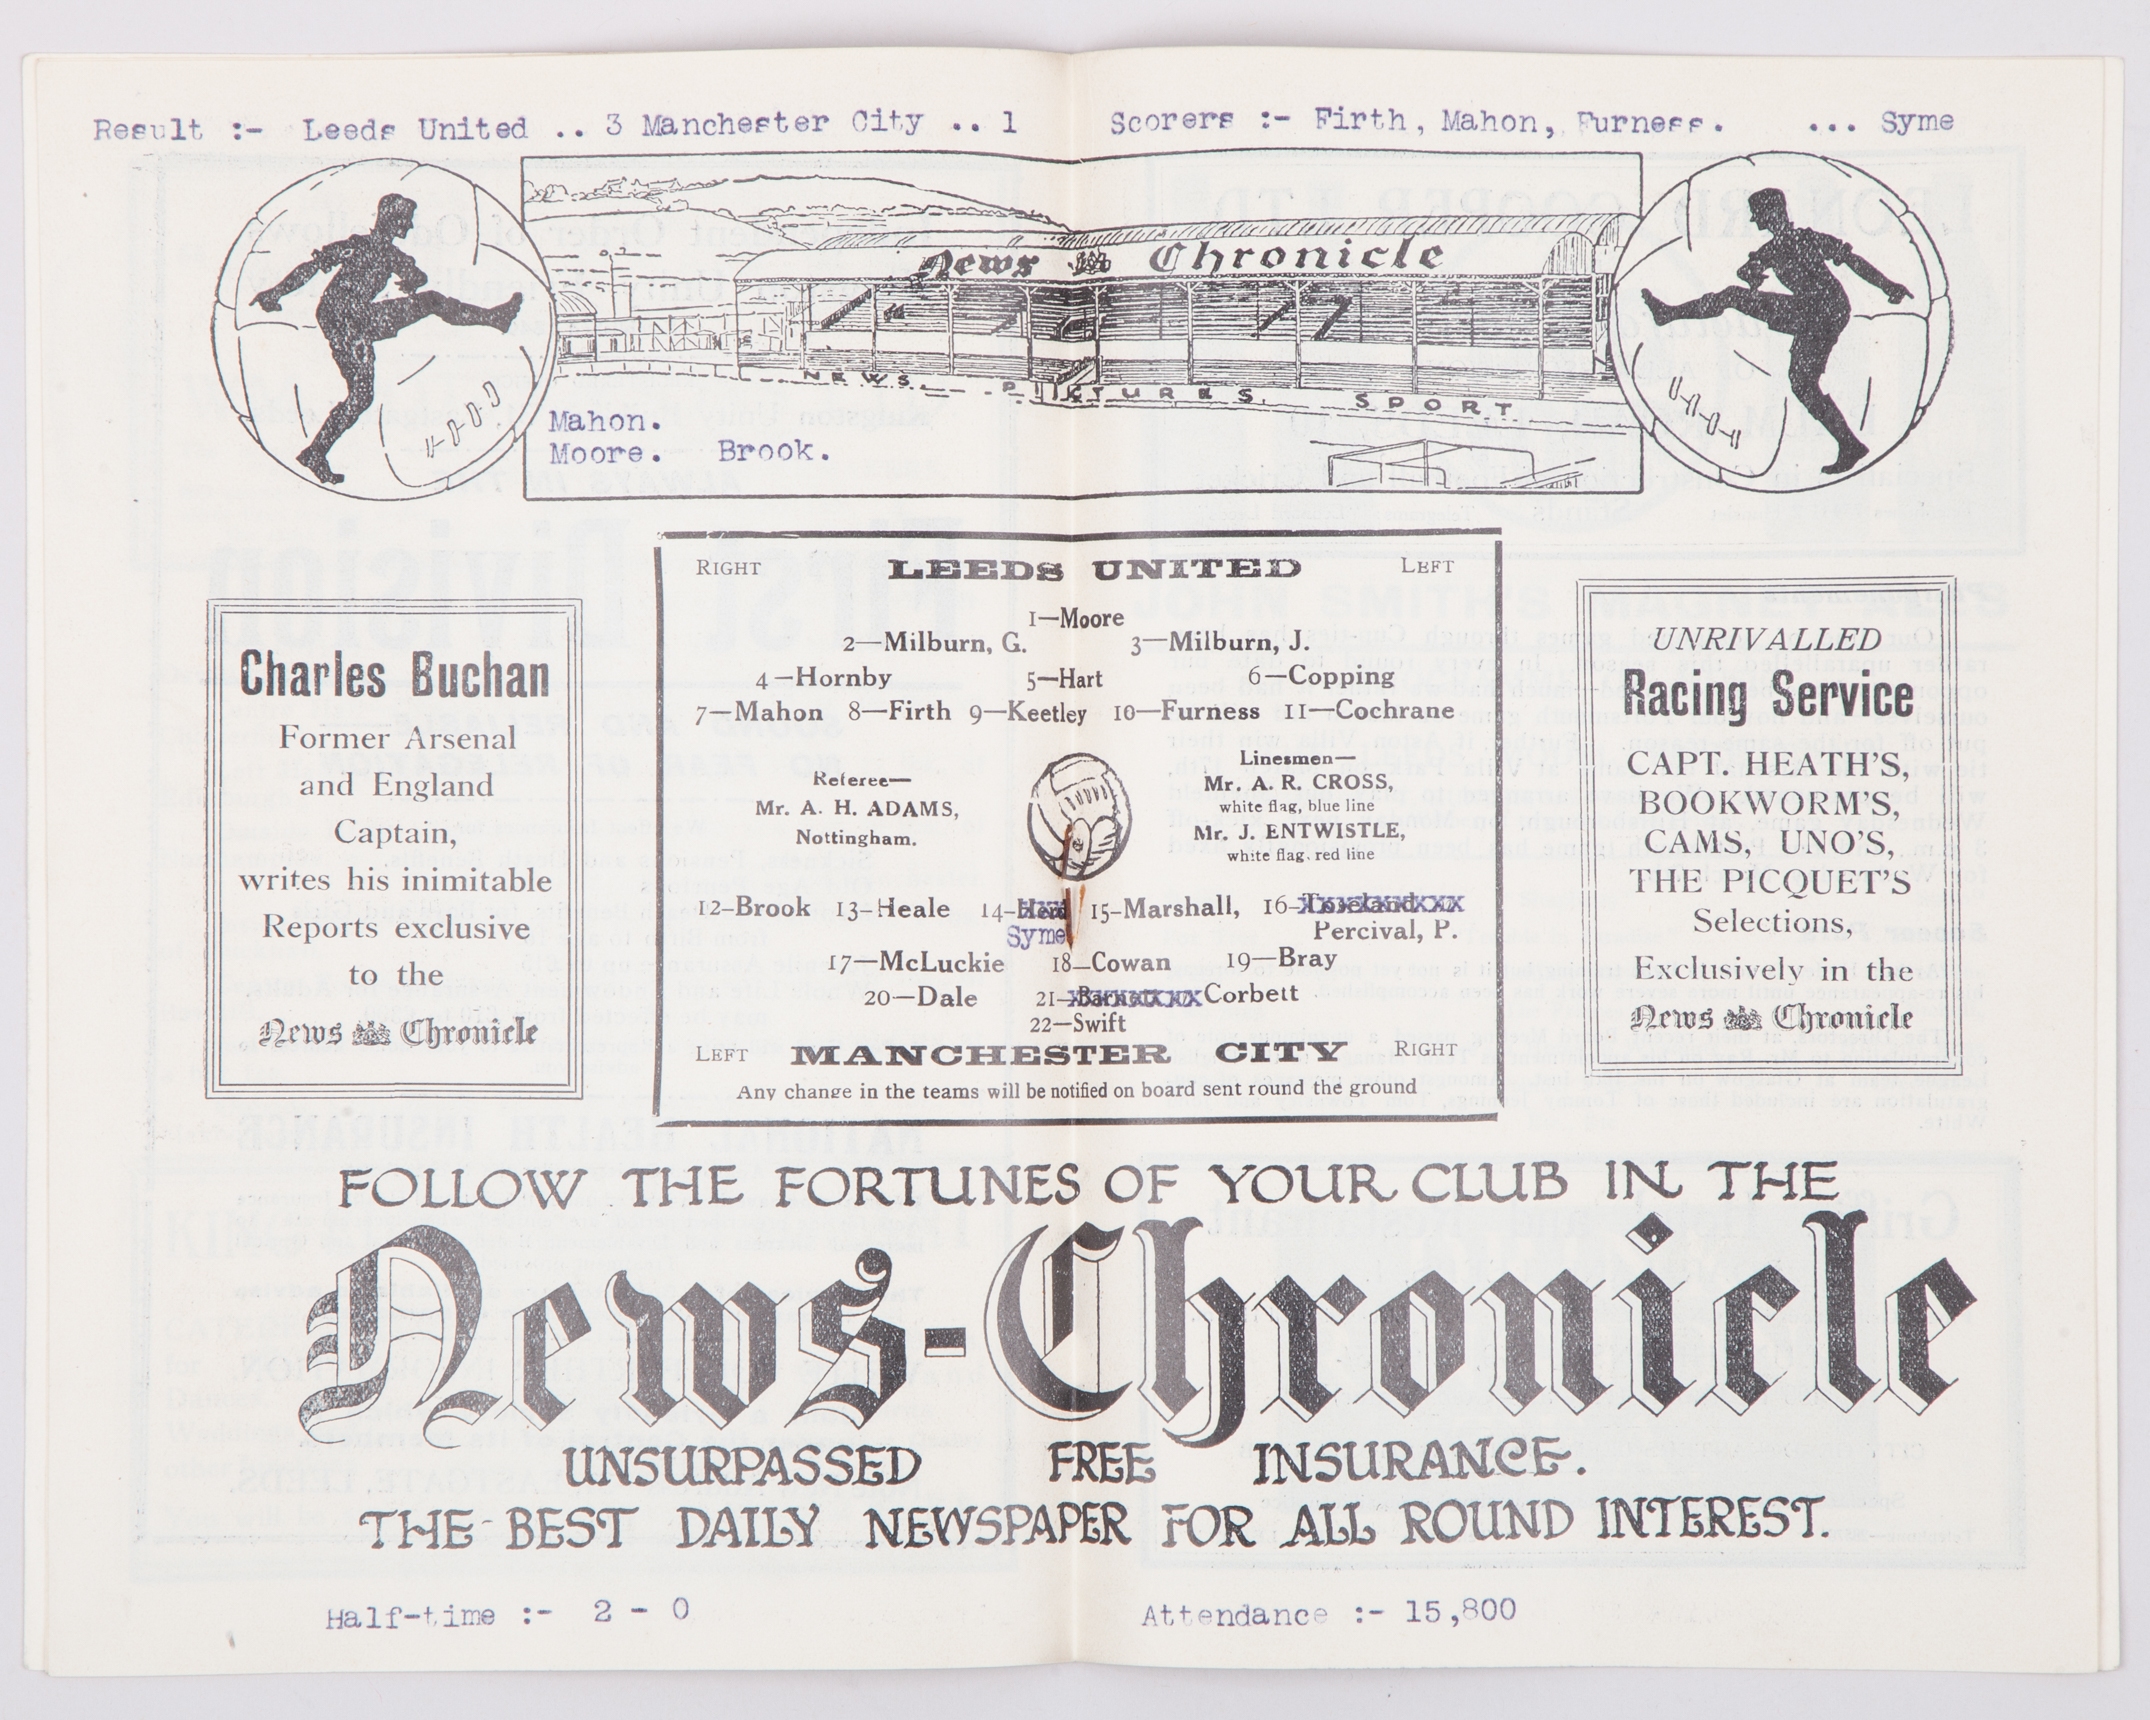 Result :- Leeds United .. 3 Manchester City .. 1 Scorers :- Firth, Mahon, Furness. ... Syme
News Chronicle
NEWS. PICTURES. SPORT
Mahon.
Moore. Brook.
RIGHT LEEDS UNITED LEFT
1—Moore
2—Milburn, G. 3—Milburn, J.
4—Hornby 5—Hart 6—Copping
7—Mahon 8—Firth 9—Keetley 10—Furness 11—Cochrane
Referee—
Mr. A. H. ADAMS,
Nottingham.
Linesmen—
Mr. A. R. CROSS,
white flag, blue line
Mr. J. ENTWISTLE,
white flag. red line
12-Brook 13-Heale 14-Herd 15-Marshall, 16-Toseland
Syme Percival, P.
17—McLuckie 18—Cowan 19—Bray
20—Dale 21—Barnett Corbett
22—Swift
LEFT MANCHESTER CITY RIGHT
Any change in the teams will be notified on board sent round the ground
Charles Buchan
Former Arsenal
and England
Captain,
writes his inimitable
Reports exclusive
to the
News Chronicle
UNRIVALLED
Racing Service
CAPT. HEATH'S,
BOOKWORM'S,
CAMS, UNO'S,
THE PICQUET'S
Selections,
Exclusively in the
News Chronicle
FOLLOW THE FORTUNES OF YOUR CLUB IN THE
News-Chronicle
UNSURPASSED FREE INSURANCE.
THE BEST DAILY NEWSPAPER FOR ALL ROUND INTEREST.
Half-time :- 2 - 0 Attendance :- 15,800